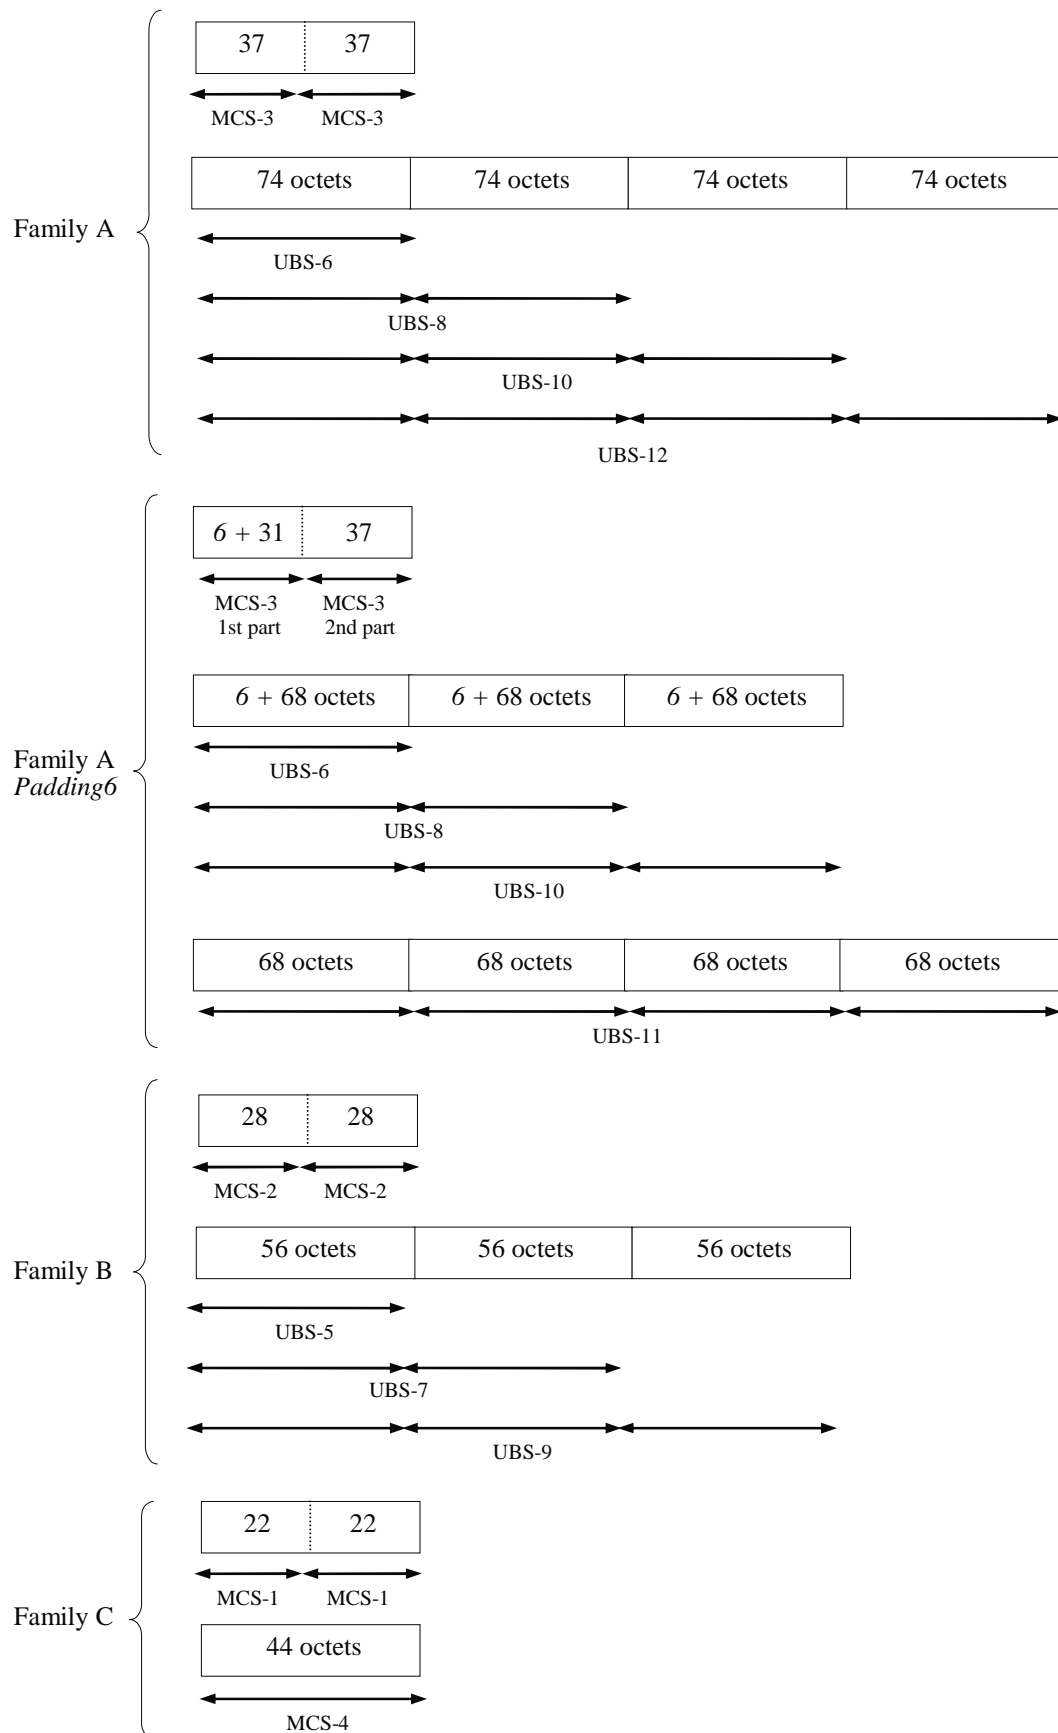 37 37
MCS-3 MCS-3
74 octets 74 octets 74 octets 74 octets
Family A
UBS-6
UBS-8
UBS-10
UBS-12
6 + 31 37
MCS-3 MCS-3
1st part 2nd part
6 + 68 octets 6 + 68 octets 6 + 68 octets
Family A
Padding6
UBS-6
UBS-8
UBS-10
68 octets 68 octets 68 octets 68 octets
UBS-11
28 28
MCS-2 MCS-2
56 octets 56 octets 56 octets
Family B
UBS-5
UBS-7
UBS-9
22 22
MCS-1 MCS-1
Family C
44 octets
MCS-4